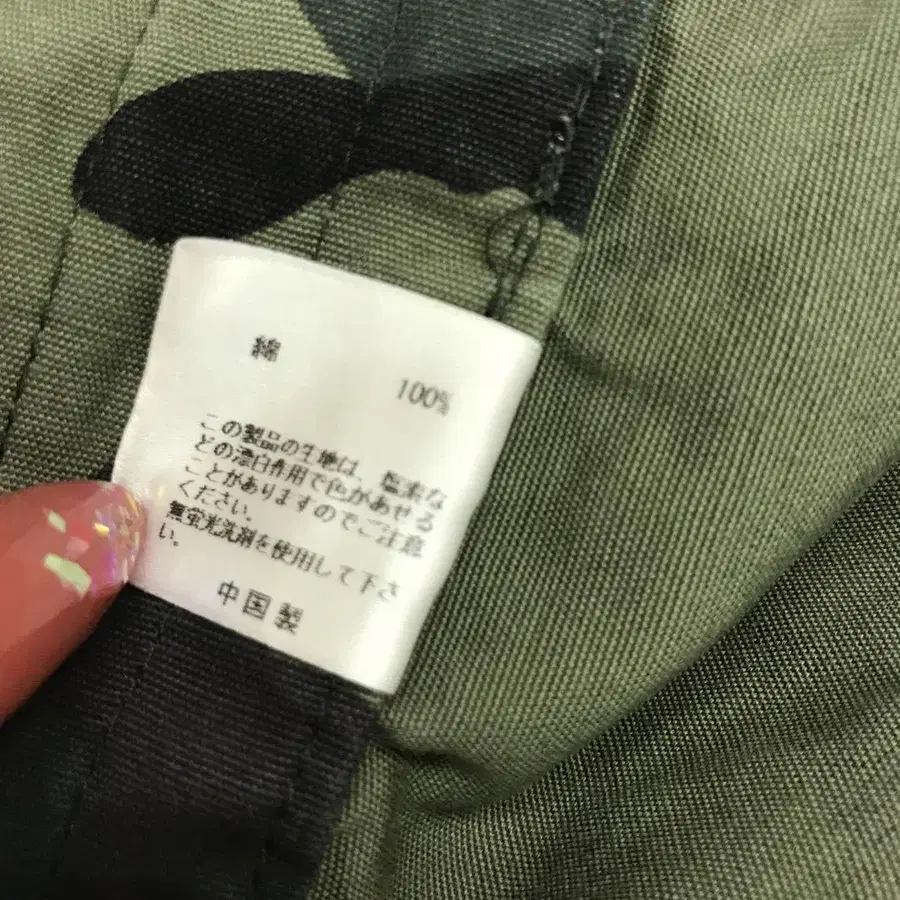 綿
100%
この製品の生地は、塩素な
どの漂白作用で色があせる
ことがありますのでご注意
ください。
無蛍光洗剤を使用して下さ
い。
中国製